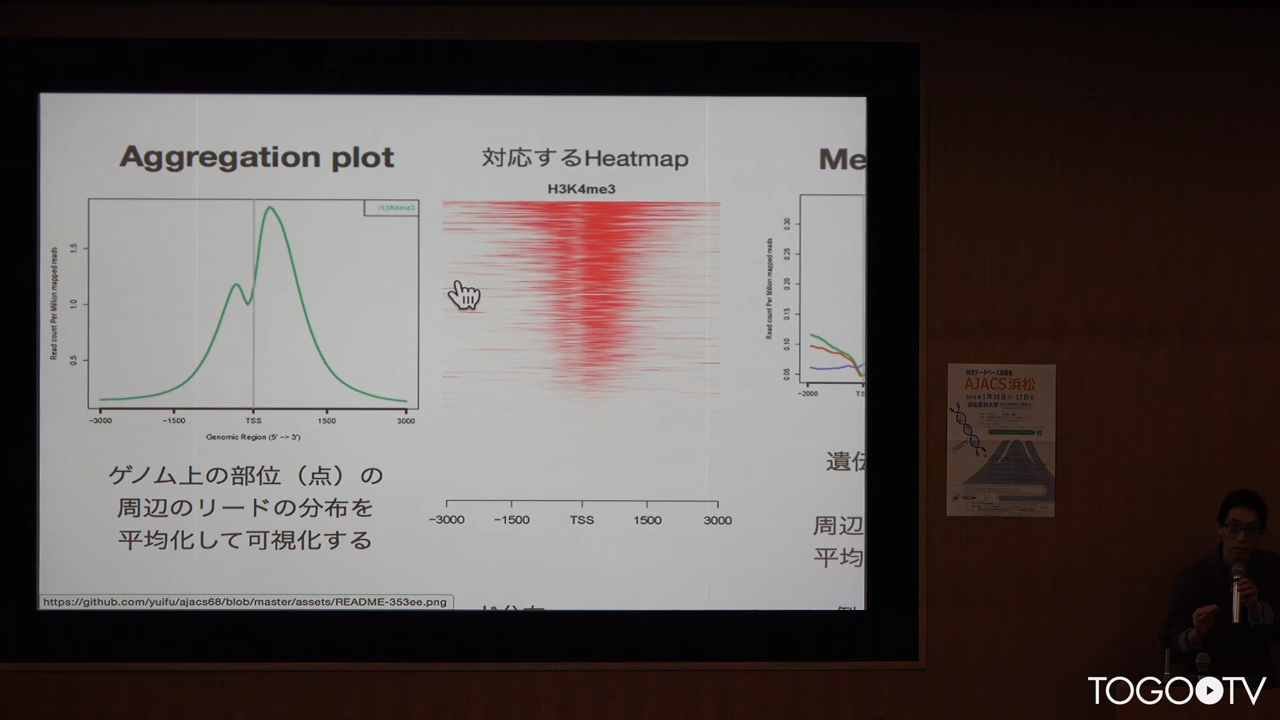 Aggregation plot
H3K4me3
Read count Per Million mapped reads
1.5
1.0
0.5
−3000 −1500 TSS 1500 3000
Genomic Region (5' −> 3')
ゲノム上の部位（点）の
周辺のリードの分布を
平均化して可視化する
対応するHeatmap
H3K4me3
−3000 −1500 TSS 1500 3000
Me
Read count Per Million mapped reads
0.30
0.25
0.20
0.15
0.10
0.05
−2000 TS
遺伝
周辺
平均
https://github.com/yuifu/ajacs68/blob/master/assets/README-353ee.png
AJACS浜松
TOGOTV